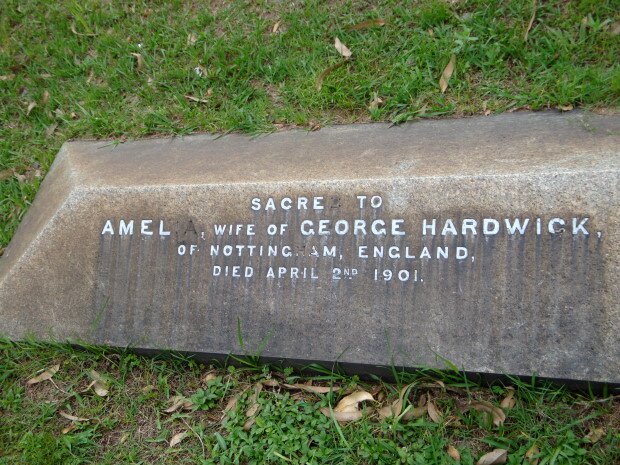 SACRED TO
AMELIA, WIFE OF GEORGE HARDWICK,
OF NOTTINGHAM, ENGLAND,
DIED APRIL 2ND 1901.